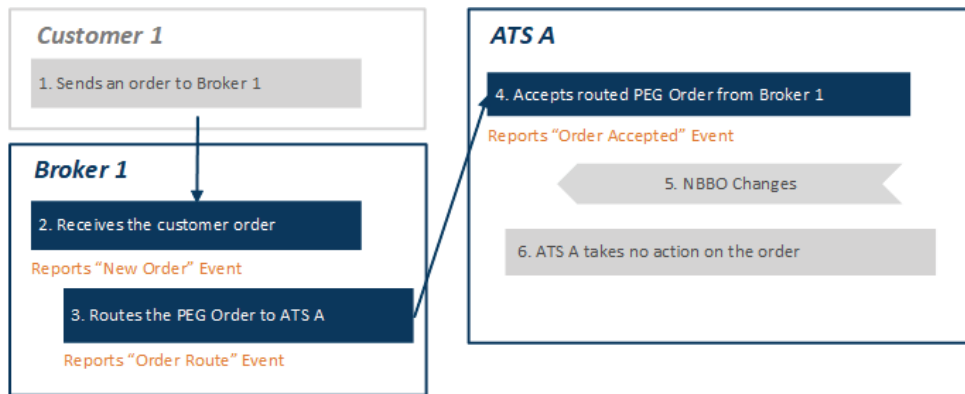 Customer 1
1. Sends an order to Broker 1
Broker 1
2. Receives the customer order
Reports “New Order” Event
3. Routes the PEG Order to ATS A
Reports “Order Route” Event
ATS A
4. Accepts routed PEG Order from Broker 1
Reports “Order Accepted” Event
5. NBBO Changes
6. ATS A takes no action on the order